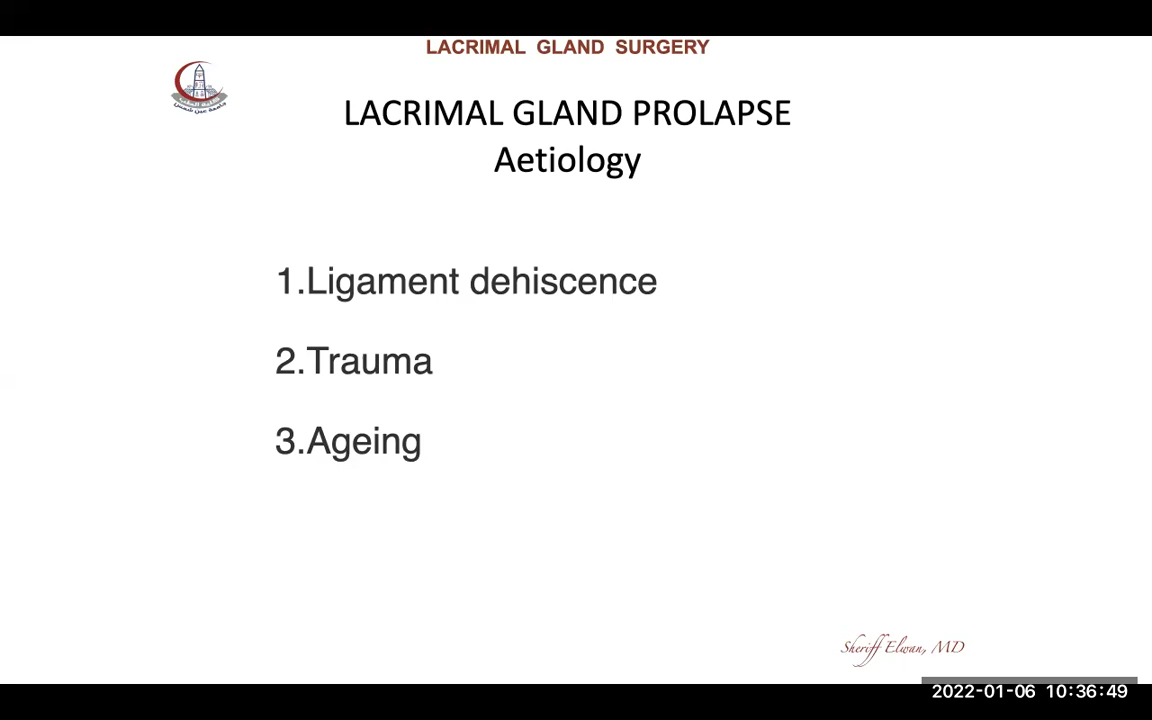 LACRIMAL GLAND SURGERY
LACRIMAL GLAND PROLAPSE
Aetiology
1.Ligament dehiscence
2.Trauma
3.Ageing
Sheriff Elwan, MD
2022-01-06 10:36:49